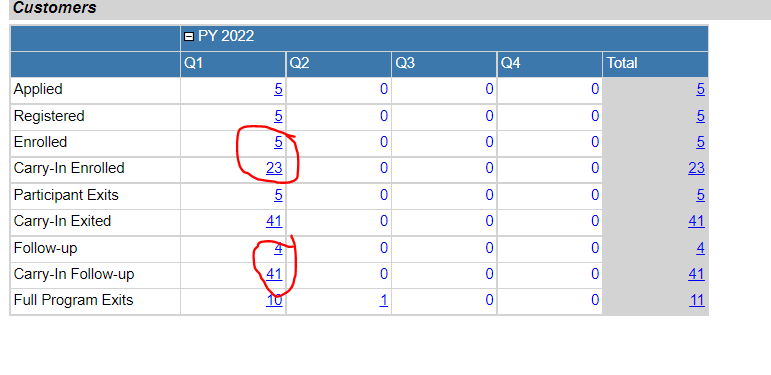 Customers
PY 2022
Q1 Q2 Q3 Q4 Total
Applied 5 0 0 0 5
Registered 5 0 0 0 5
Enrolled 5 0 0 0 5
Carry-In Enrolled 23 0 0 0 23
Participant Exits 5 0 0 0 5
Carry-In Exited 41 0 0 0 41
Follow-up 4 0 0 0 4
Carry-In Follow-up 41 0 0 0 41
Full Program Exits 10 1 0 0 11